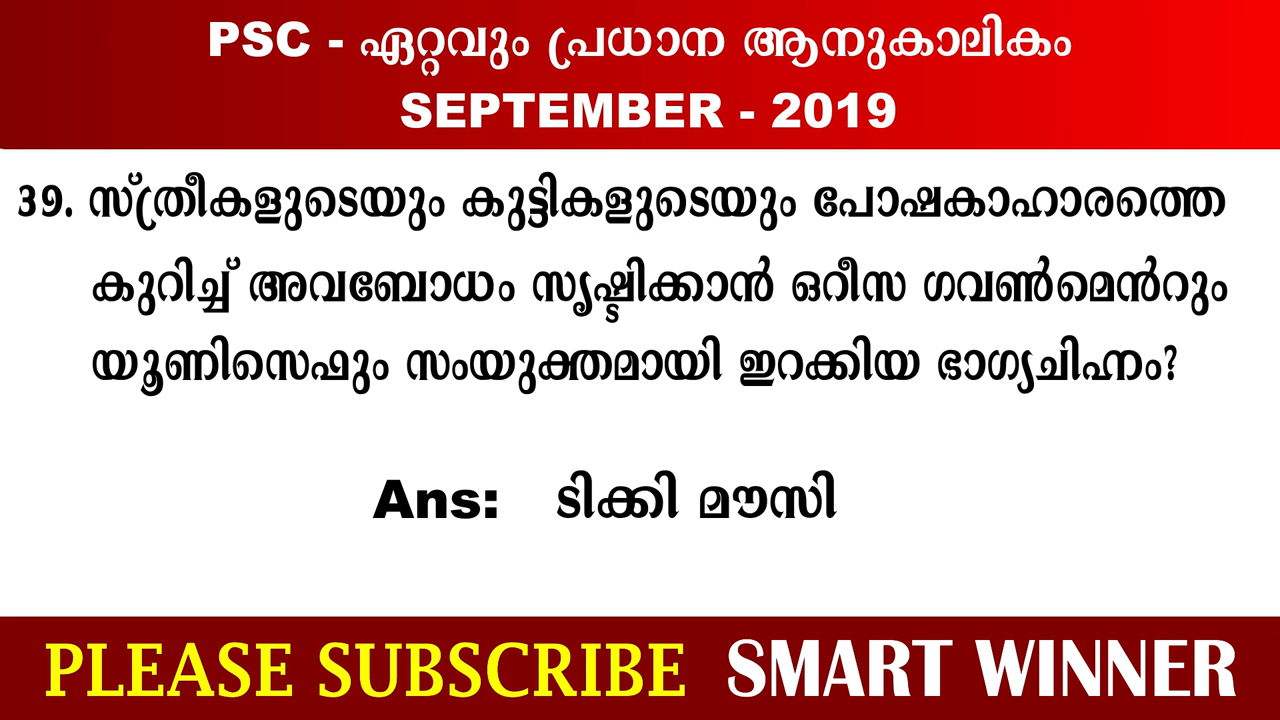 PSC - ഏറ്റവും പ്രധാന ആനുകാലികം
SEPTEMBER - 2019
39. സ്ത്രീകളുടെയും കുട്ടികളുടെയും പോഷകാഹാരത്തെ
കുറിച്ച് അവബോധം സൃഷ്ടിക്കാൻ ഒറീസ ഗവൺമെൻറും
യൂണിസെഫും സംയുക്തമായി ഇറക്കിയ ഭാഗ്യചിഹ്നം?
Ans: ടിക്കി മൗസി
PLEASE SUBSCRIBE SMART WINNER